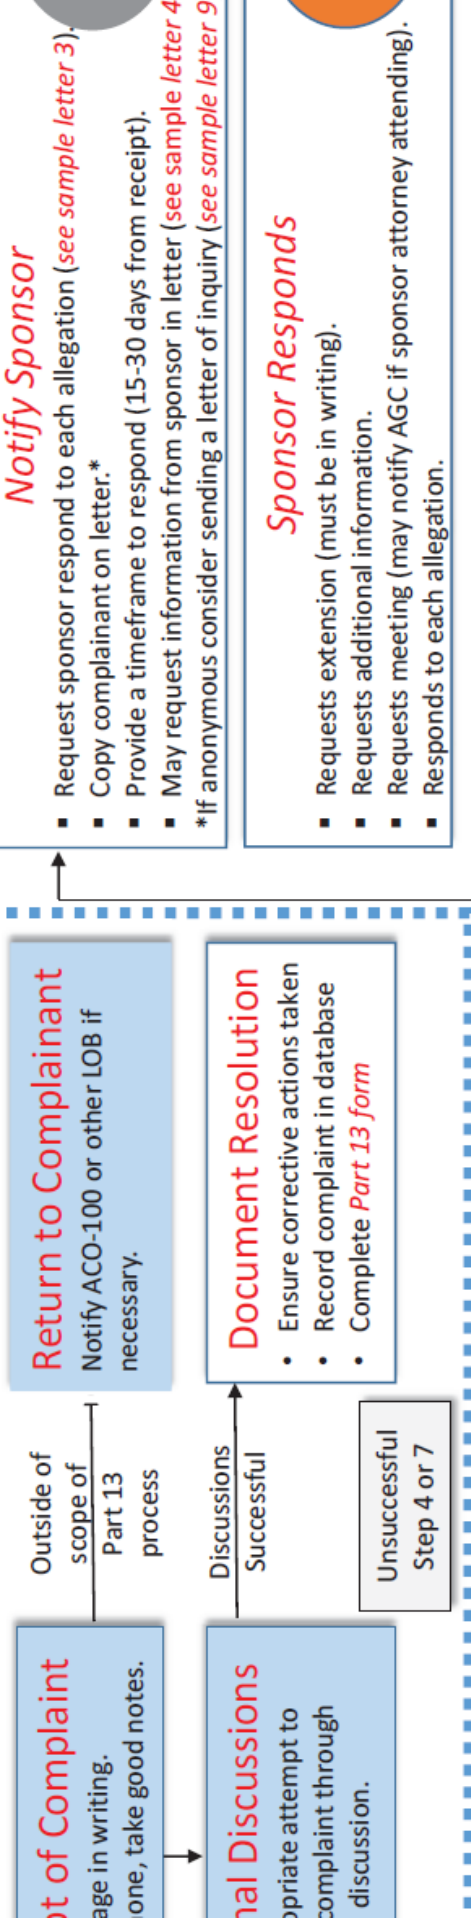 pt of Complaint
age in writing.
one, take good notes.
Outside of
scope of
Part 13
process
Return to Complainant
Notify ACO-100 or other LOB if
necessary.
nal Discussions
opriate attempt to
complaint through
discussion.
Discussions
Successful
Document Resolution
• Ensure corrective actions taken
• Record complaint in database
• Complete Part 13 form
Unsuccessful
Step 4 or 7
Notify Sponsor
▪ Request sponsor respond to each allegation (see sample letter 3).
▪ Copy complainant on letter.*
▪ Provide a timeframe to respond (15-30 days from receipt).
▪ May request information from sponsor in letter (see sample letter 4
*If anonymous consider sending a letter of inquiry (see sample letter 9
Sponsor Responds
▪ Requests extension (must be in writing).
▪ Requests additional information.
▪ Requests meeting (may notify AGC if sponsor attorney attending).
▪ Responds to each allegation.